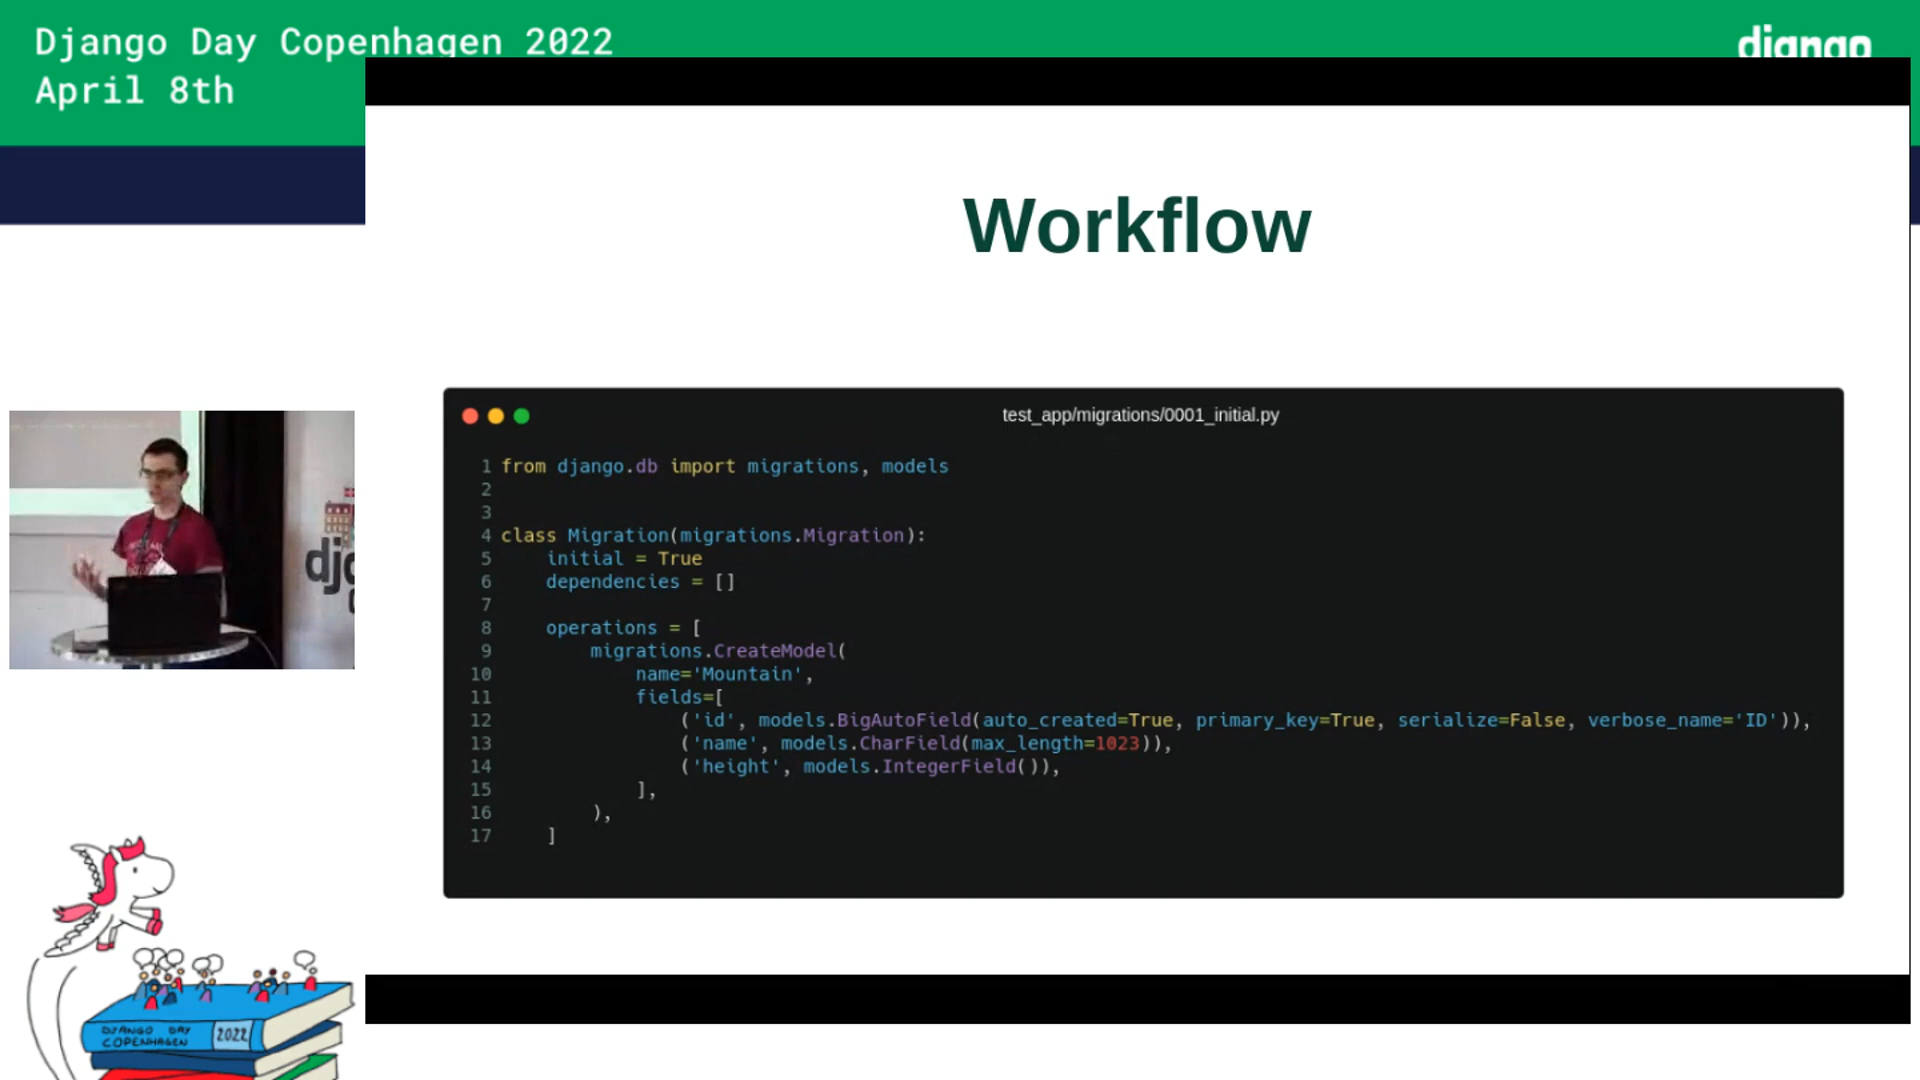 Django Day Copenhagen 2022
April 8th
django
Workflow
test_app/migrations/0001_initial.py
1 from django.db import migrations, models
2
3
4 class Migration(migrations.Migration):
5     initial = True
6     dependencies = []
7
8     operations = [
9         migrations.CreateModel(
10             name='Mountain',
11             fields=[
12                 ('id', models.BigAutoField(auto_created=True, primary_key=True, serialize=False, verbose_name='ID')),
13                 ('name', models.CharField(max_length=1023)),
14                 ('height', models.IntegerField()),
15             ],
16         ),
17     ]
dj
DJANGO DAY
COPENHAGEN
2022